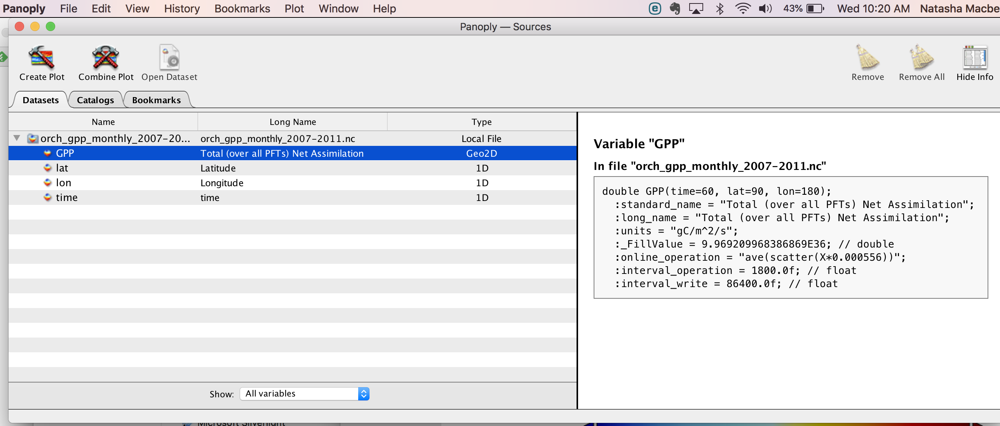 Panoply File Edit View History Bookmarks Plot Window Help 43% Wed 10:20 AM Natasha Macbe
Panoply — Sources
Create Plot Combine Plot Open Dataset Remove Remove All Hide Info
Datasets Catalogs Bookmarks
Name Long Name Type
orch_gpp_monthly_2007-20... orch_gpp_monthly_2007-2011.nc Local File
GPP Total (over all PFTs) Net Assimilation Geo2D
lat Latitude 1D
lon Longitude 1D
time time 1D
Show: All variables
Variable "GPP"
In file "orch_gpp_monthly_2007-2011.nc"
double GPP(time=60, lat=90, lon=180);
:standard_name = "Total (over all PFTs) Net Assimilation";
:long_name = "Total (over all PFTs) Net Assimilation";
:units = "gC/m^2/s";
:_FillValue = 9.969209968386869E36; // double
:online_operation = "ave(scatter(X*0.000556))";
:interval_operation = 1800.0f; // float
:interval_write = 86400.0f; // float
Microsoft Silverlight